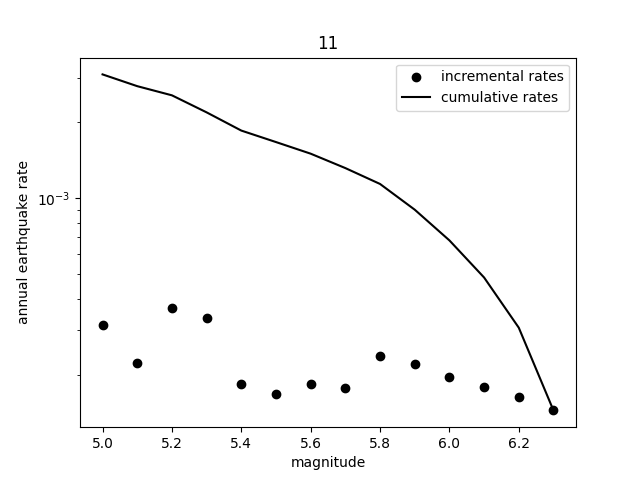 11
incremental rates
cumulative rates
annual earthquake rate
10⁻³
5.0 5.2 5.4 5.6 5.8 6.0 6.2
magnitude